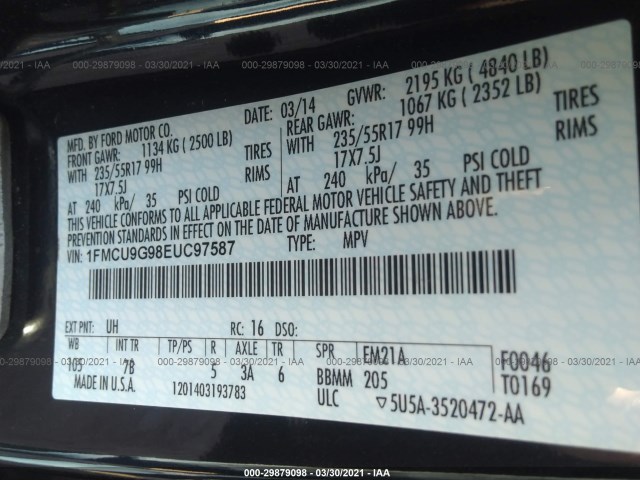 000-29879098 - 03/30/2021 - IAA
MFD. BY FORD MOTOR CO. DATE: 03/14 GVWR: 2195 KG ( 4840 LB)
FRONT GAWR: 1134 KG ( 2500 LB) REAR GAWR: 1067 KG ( 2352 LB)
WITH 235/55R17 99H TIRES WITH 235/55R17 99H TIRES
17X7.5J RIMS 17X7.5J RIMS
AT 240 kPa/ 35 PSI COLD AT 240 kPa/ 35 PSI COLD
THIS VEHICLE CONFORMS TO ALL APPLICABLE FEDERAL MOTOR VEHICLE SAFETY AND THEFT
PREVENTION STANDARDS IN EFFECT ON THE DATE OF MANUFACTURE SHOWN ABOVE.
VIN: 1FMCU9G98EUC97587 TYPE: MPV
EXT PNT: UH RC: 16 DSO:
WB INT TR TP/PS R AXLE TR SPR EM21A F0046
105 7B 5 3A 6 BBMM 205 T0169
MADE IN U.S.A. 1201403193783 ULC ▽5U5A-3520472-AA
000-29879098 - 03/30/2021 - IAA
000-29879098 - 03/30/2021 - IAA